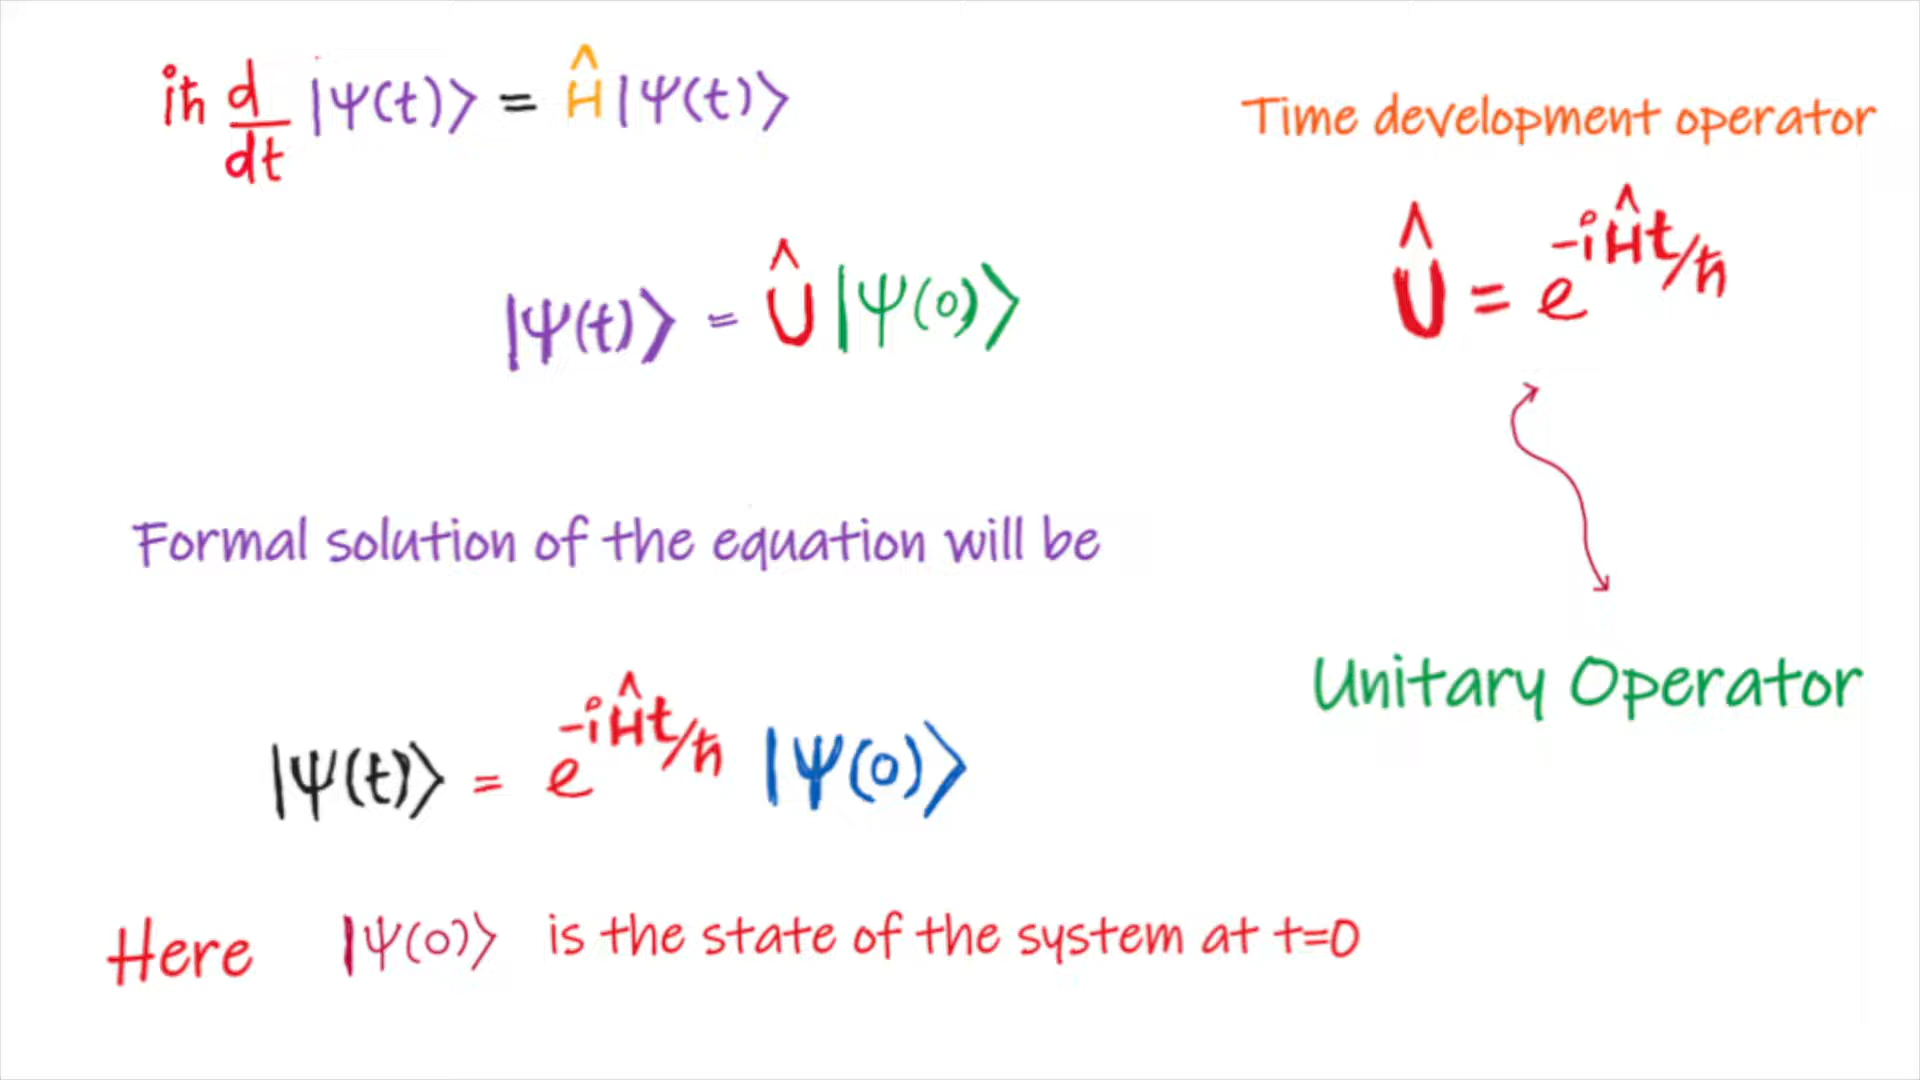 iħ d/dt |Ψ(t)⟩ = Ĥ |Ψ(t)⟩
Time development operator
Û = e^-iĤt/ħ
|Ψ(t)⟩ = Û |Ψ(0)⟩
Formal solution of the equation will be
Unitary Operator
|Ψ(t)⟩ = e^-iĤt/ħ |Ψ(0)⟩
Here |Ψ(0)⟩ is the state of the system at t=0